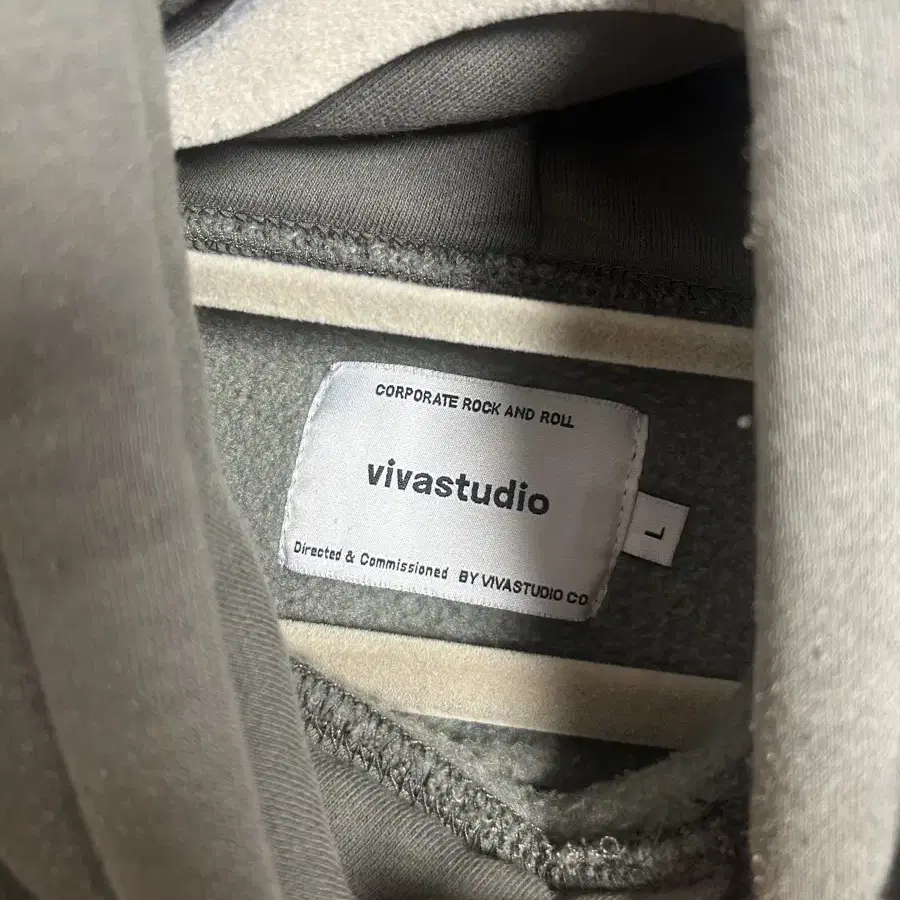 CORPORATE ROCK AND ROLL
vivastudio
L
Directed & Commissioned BY VIVASTUDIO CO